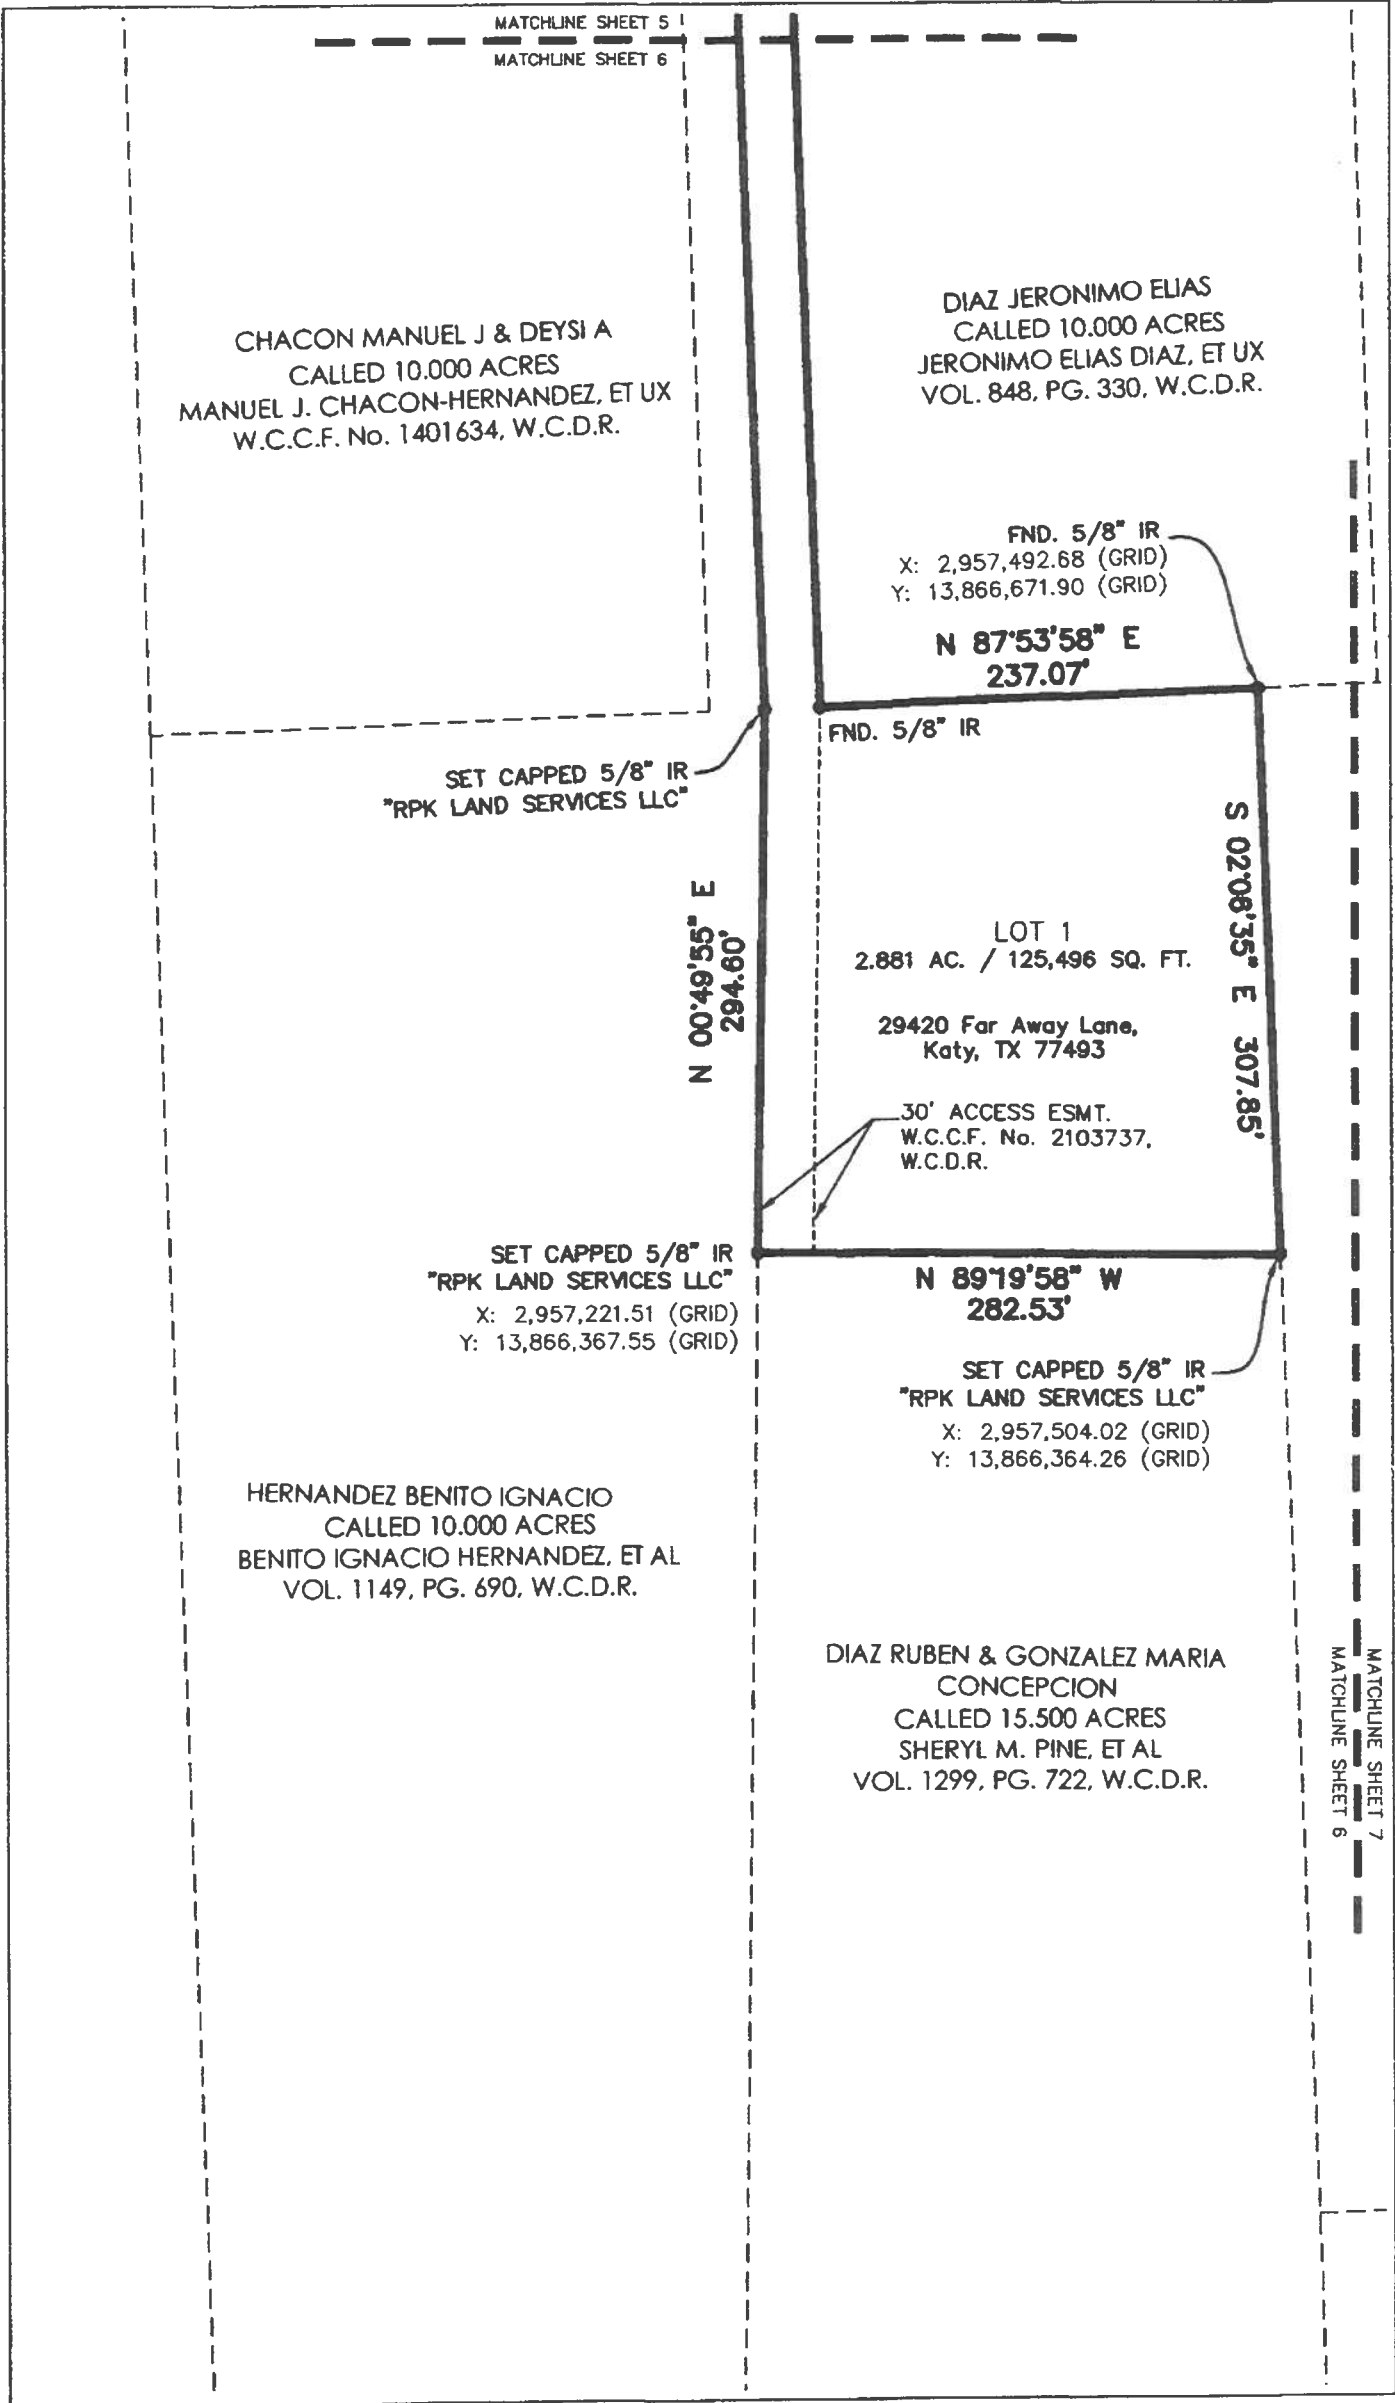 MATCHLINE SHEET 5
MATCHLINE SHEET 6
CHACON MANUEL J & DEYSI A
CALLED 10.000 ACRES
MANUEL J. CHACON-HERNANDEZ, ET UX
W.C.C.F. No. 1401634, W.C.D.R.
DIAZ JERONIMO ELIAS
CALLED 10.000 ACRES
JERONIMO ELIAS DIAZ, ET UX
VOL. 848, PG. 330, W.C.D.R.
FND. 5/8" IR
X: 2,957,492.68 (GRID)
Y: 13,866,671.90 (GRID)
N 87°53'58" E
237.07'
FND. 5/8" IR
SET CAPPED 5/8" IR
"RPK LAND SERVICES LLC"
N 00°49'55" E
294.60'
S 02°06'35" E 307.85'
LOT 1
2.881 AC. / 125,496 SQ. FT.
29420 Far Away Lane,
Katy, TX 77493
30' ACCESS ESMT.
W.C.C.F. No. 2103737,
W.C.D.R.
SET CAPPED 5/8" IR
"RPK LAND SERVICES LLC"
X: 2,957,221.51 (GRID)
Y: 13,866,367.55 (GRID)
N 89°19'58" W
282.53'
SET CAPPED 5/8" IR
"RPK LAND SERVICES LLC"
X: 2,957,504.02 (GRID)
Y: 13,866,364.26 (GRID)
HERNANDEZ BENITO IGNACIO
CALLED 10.000 ACRES
BENITO IGNACIO HERNANDEZ, ET AL
VOL. 1149, PG. 690, W.C.D.R.
DIAZ RUBEN & GONZALEZ MARIA
CONCEPCION
CALLED 15.500 ACRES
SHERYL M. PINE, ET AL
VOL. 1299, PG. 722, W.C.D.R.
MATCHLINE SHEET 7
MATCHLINE SHEET 6